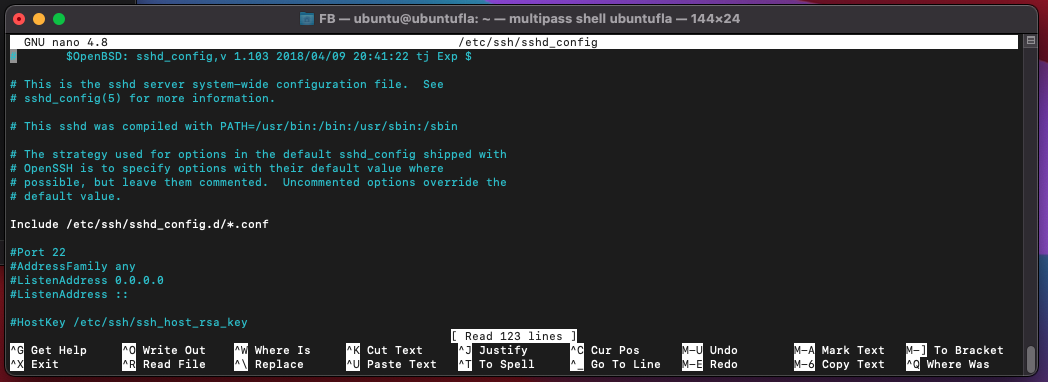 FB — ubuntu@ubuntufla: ~ — multipass shell ubuntufla — 144×24
GNU nano 4.8 /etc/ssh/sshd_config
$OpenBSD: sshd_config,v 1.103 2018/04/09 20:41:22 tj Exp $
# This is the sshd server system-wide configuration file.  See
# sshd_config(5) for more information.
# This sshd was compiled with PATH=/usr/bin:/bin:/usr/sbin:/sbin
# The strategy used for options in the default sshd_config shipped with
# OpenSSH is to specify options with their default value where
# possible, but leave them commented.  Uncommented options override the
# default value.
Include /etc/ssh/sshd_config.d/*.conf
#Port 22
#AddressFamily any
#ListenAddress 0.0.0.0
#ListenAddress ::
#HostKey /etc/ssh/ssh_host_rsa_key
[ Read 123 lines ]
^G Get Help ^O Write Out ^W Where Is ^K Cut Text ^J Justify ^C Cur Pos M-U Undo M-A Mark Text M-] To Bracket
^X Exit ^R Read File ^\ Replace ^U Paste Text ^T To Spell ^_ Go To Line M-E Redo M-6 Copy Text ^Q Where Was